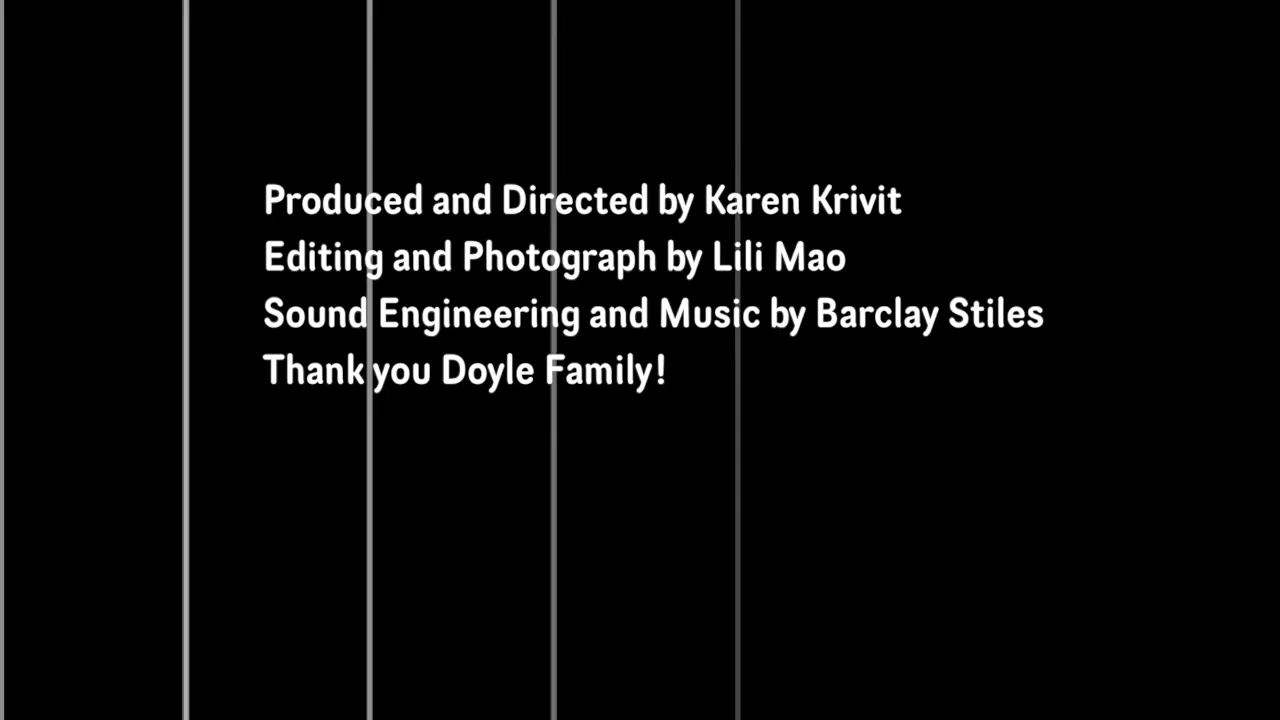 Produced and Directed by Karen Krivit
Editing and Photograph by Lili Mao
Sound Engineering and Music by Barclay Stiles
Thank you Doyle Family!